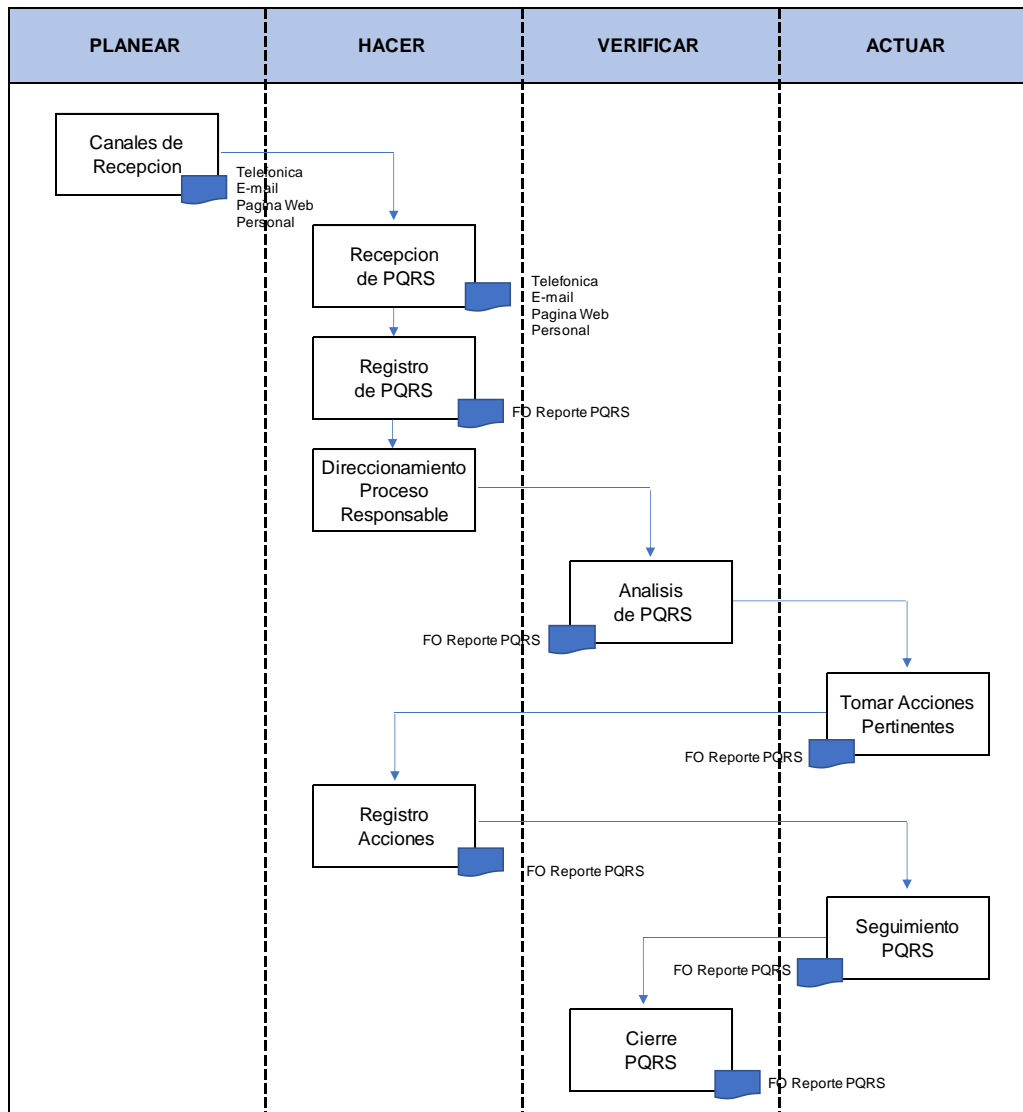 PLANEAR
HACER
VERIFICAR
ACTUAR
Canales de
Recepcion
Telefonica
E-mail
Pagina Web
Personal
Recepcion
de PQRS
Telefonica
E-mail
Pagina Web
Personal
Registro
de PQRS
FO Reporte PQRS
Direccionamiento
Proceso
Responsable
Analisis
de PQRS
FO Reporte PQRS
Tomar Acciones
Pertinentes
FO Reporte PQRS
Registro
Acciones
FO Reporte PQRS
Seguimiento
PQRS
FO Reporte PQRS
Cierre
PQRS
FO Reporte PQRS